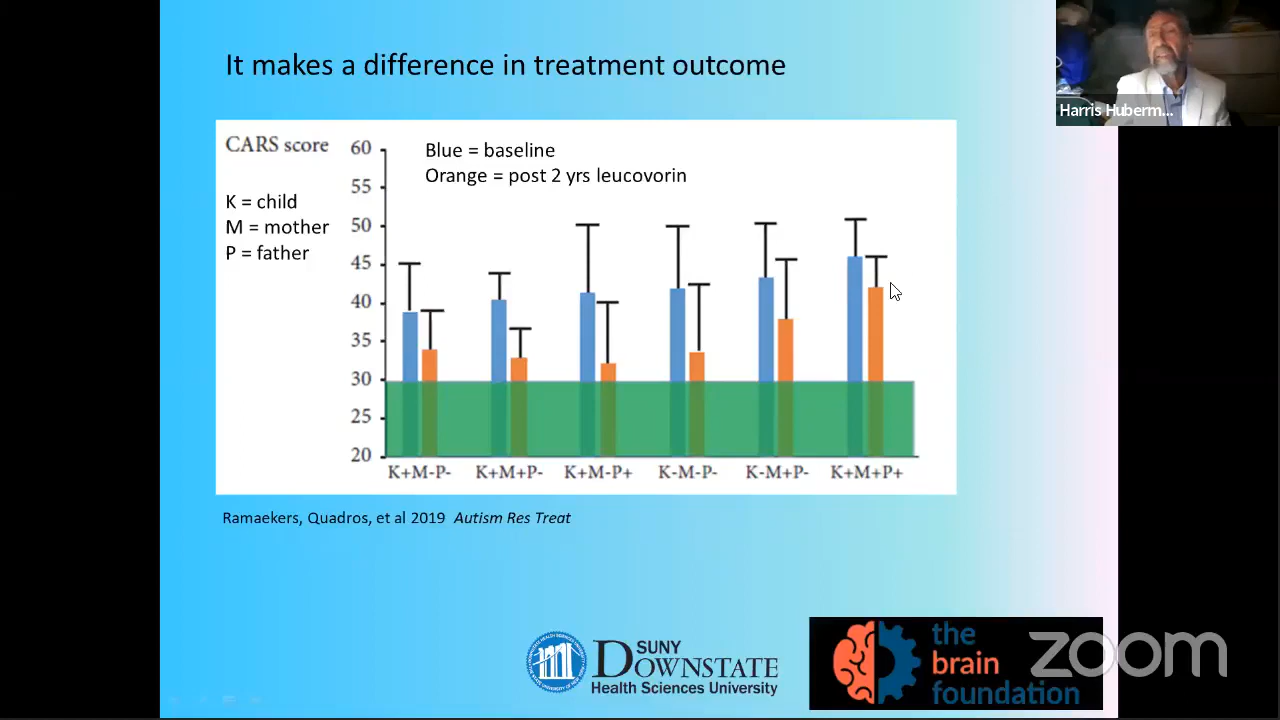 It makes a difference in treatment outcome
Harris Huberm...
CARS score
K = child
M = mother
P = father
Blue = baseline
Orange = post 2 yrs leucovorin
60
55
50
45
40
35
30
25
20
K+M-P- K+M+P- K+M-P+ K-M-P- K-M+P- K+M+P+
Ramaekers, Quadros, et al 2019 Autism Res Treat
SUNY
DOWNSTATE
Health Sciences University
the
brain
foundation
zoom